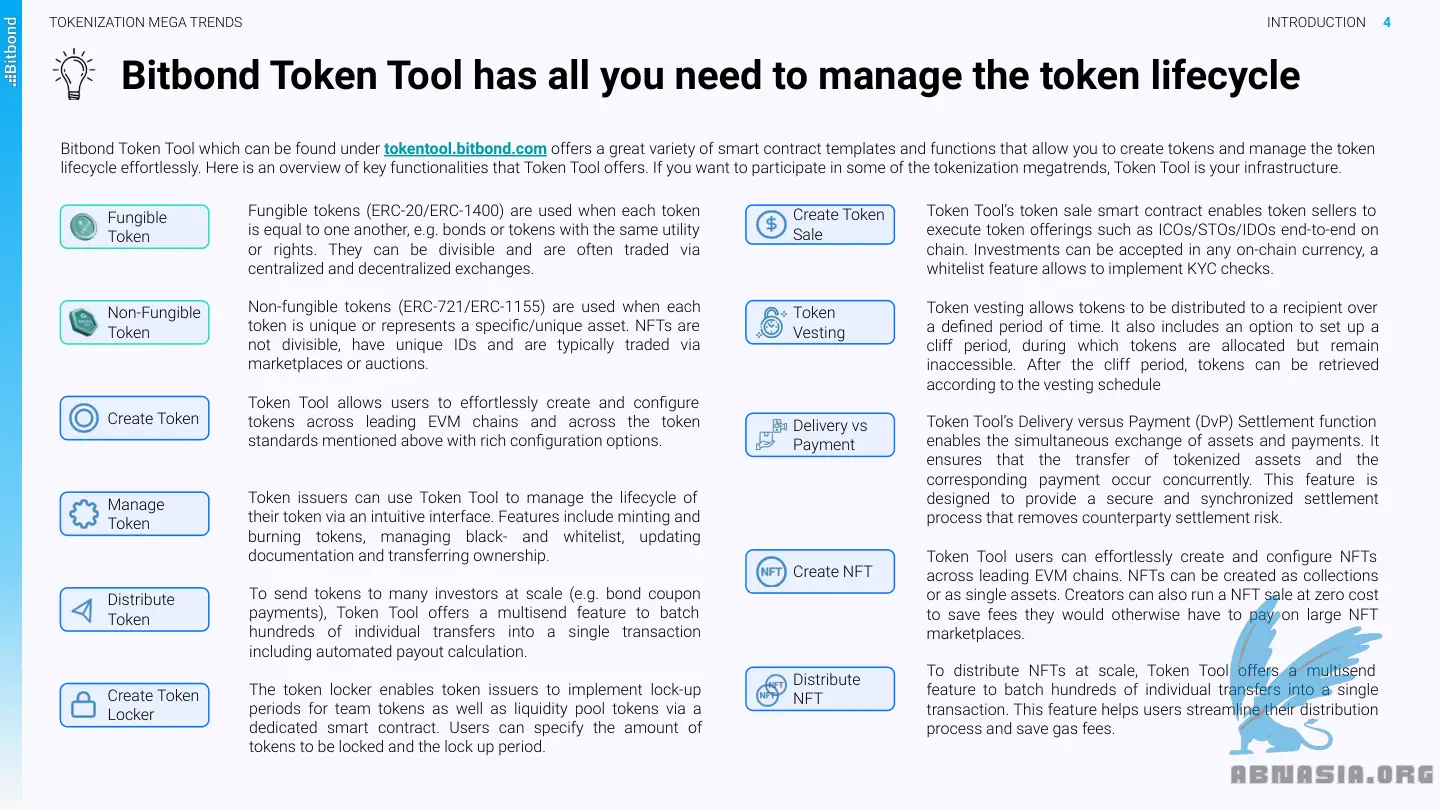 TOKENIZATION MEGA TRENDS
INTRODUCTION 4
Bitbond
Bitbond Token Tool has all you need to manage the token lifecycle
Bitbond Token Tool which can be found under tokentool.bitbond.com offers a great variety of smart contract templates and functions that allow you to create tokens and manage the token
lifecycle effortlessly. Here is an overview of key functionalities that Token Tool offers. If you want to participate in some of the tokenization megatrends, Token Tool is your infrastructure.
Fungible
Token
Fungible tokens (ERC-20/ERC-1400) are used when each token
is equal to one another, e.g. bonds or tokens with the same utility
or rights. They can be divisible and are often traded via
centralized and decentralized exchanges.
Non-Fungible
Token
Non-fungible tokens (ERC-721/ERC-1155) are used when each
token is unique or represents a specific/unique asset. NFTs are
not divisible, have unique IDs and are typically traded via
marketplaces or auctions.
Create Token
Token Tool allows users to effortlessly create and configure
tokens across leading EVM chains and across the token
standards mentioned above with rich configuration options.
Manage
Token
Token issuers can use Token Tool to manage the lifecycle of
their token via an intuitive interface. Features include minting and
burning tokens, managing black- and whitelist, updating
documentation and transferring ownership.
Distribute
Token
To send tokens to many investors at scale (e.g. bond coupon
payments), Token Tool offers a multisend feature to batch
hundreds of individual transfers into a single transaction
including automated payout calculation.
Create Token
Locker
The token locker enables token issuers to implement lock-up
periods for team tokens as well as liquidity pool tokens via a
dedicated smart contract. Users can specify the amount of
tokens to be locked and the lock up period.
$
Create Token
Sale
Token Tool's token sale smart contract enables token sellers to
execute token offerings such as ICOs/STOs/IDOs end-to-end on
chain. Investments can be accepted in any on-chain currency, a
whitelist feature allows to implement KYC checks.
Token
Vesting
Token vesting allows tokens to be distributed to a recipient over
a defined period of time. It also includes an option to set up a
cliff period, during which tokens are allocated but remain
inaccessible. After the cliff period, tokens can be retrieved
according to the vesting schedule
Delivery vs
Payment
Token Tool's Delivery versus Payment (DvP) Settlement function
enables the simultaneous exchange of assets and payments. It
ensures that the transfer of tokenized assets and the
corresponding payment occur concurrently. This feature is
designed to provide a secure and synchronized settlement
process that removes counterparty settlement risk.
NFT
Create NFT
Token Tool users can effortlessly create and configure NFTs
across leading EVM chains. NFTs can be created as collections
or as single assets. Creators can also run a NFT sale at zero cost
to save fees they would otherwise have to pay on large NFT
marketplaces.
NFT
NFT
Distribute
NFT
To distribute NFTs at scale, Token Tool offers a multisend
feature to batch hundreds of individual transfers into a single
transaction. This feature helps users streamline their distribution
process and save gas fees.
ABNASIA.ORG